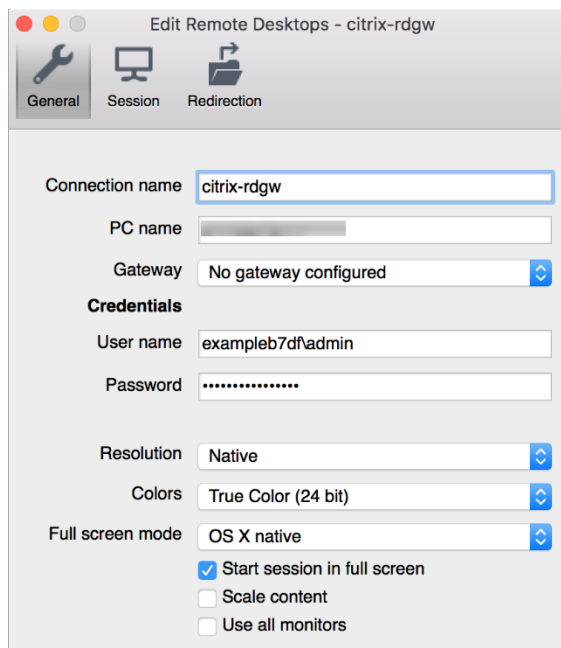 Edit Remote Desktops - citrix-rdgw
General Session Redirection
Connection name citrix-rdgw
PC name
Gateway No gateway configured
Credentials
User name exampleb7df\admin
Password ••••••••••••••••
Resolution Native
Colors True Color (24 bit)
Full screen mode OS X native
Start session in full screen
Scale content
Use all monitors